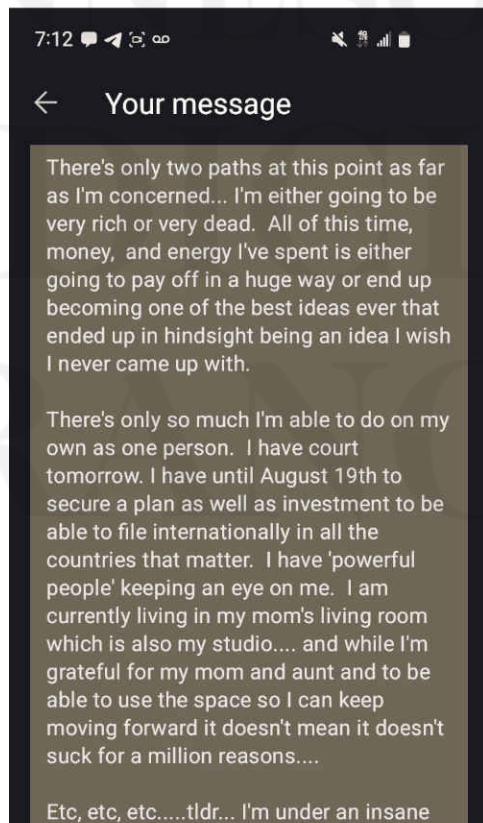 7:12
Your message
There's only two paths at this point as far
as I'm concerned... I'm either going to be
very rich or very dead.  All of this time,
money,  and energy I've spent is either
going to pay off in a huge way or end up
becoming one of the best ideas ever that
ended up in hindsight being an idea I wish
I never came up with.
There's only so much I'm able to do on my
own as one person.  I have court
tomorrow. I have until August 19th to
secure a plan as well as investment to be
able to file internationally in all the
countries that matter.  I have 'powerful
people' keeping an eye on me.  I am
currently living in my mom's living room
which is also my studio.... and while I'm
grateful for my mom and aunt and to be
able to use the space so I can keep
moving forward it doesn't mean it doesn't
suck for a million reasons....
Etc, etc, etc.....tldr... I'm under an insane